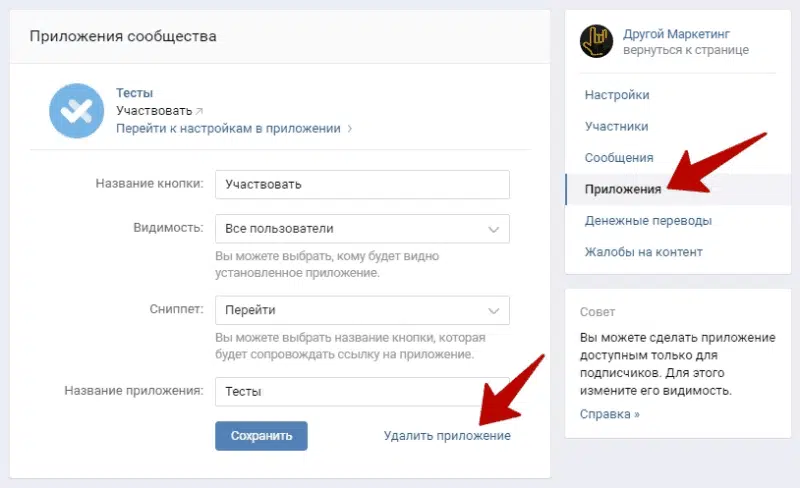 Приложения сообщества
Тесты
Участвовать
Перейти к настройкам в приложении
Название кнопки: Участвовать
Видимость: Все пользователи
Вы можете выбрать, кому будет видно
установленное приложение.
Сниппет: Перейти
Вы можете выбрать название кнопки, которая
будет сопровождать ссылку на приложение.
Название приложения: Тесты
Сохранить
Удалить приложение
Другой Маркетинг
вернуться к странице
Настройки
Участники
Сообщения
Приложения
Денежные переводы
Жалобы на контент
Совет
Вы можете сделать приложение
доступным только для
подписчиков. Для этого
измените его видимость.
Справка »